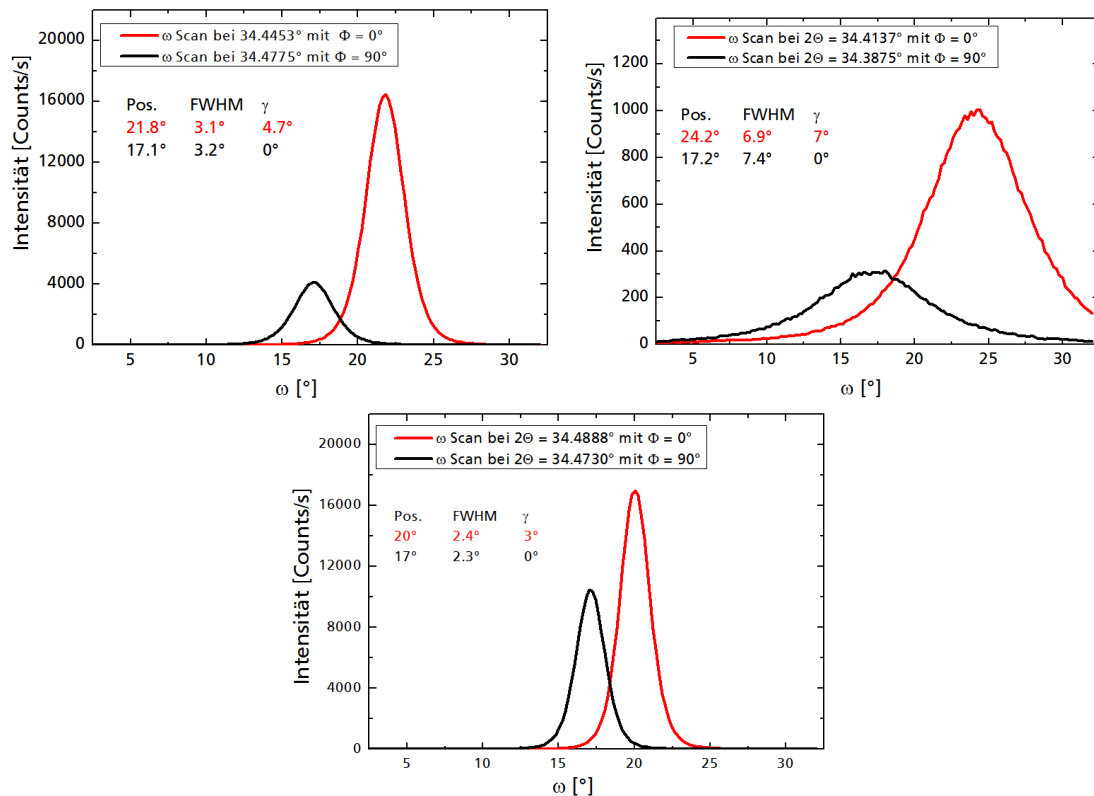 ω Scan bei 34.4453° mit Φ = 0°
ω Scan bei 34.4775° mit Φ = 90°
Pos. FWHM γ
21.8° 3.1° 4.7°
17.1° 3.2° 0°
Intensität [Counts/s]
20000
16000
12000
8000
4000
0
5 10 15 20 25 30
ω [°]
ω Scan bei 2Θ = 34.4137° mit Φ = 0°
ω Scan bei 2Θ = 34.3875° mit Φ = 90°
Pos. FWHM γ
24.2° 6.9° 7°
17.2° 7.4° 0°
Intensität [Counts/s]
1200
1000
800
600
400
200
0
5 10 15 20 25 30
ω [°]
ω Scan bei 2Θ = 34.4888° mit Φ = 0°
ω Scan bei 2Θ = 34.4730° mit Φ = 90°
Pos. FWHM γ
20° 2.4° 3°
17° 2.3° 0°
Intensität [Counts/s]
20000
16000
12000
8000
4000
0
5 10 15 20 25 30
ω [°]